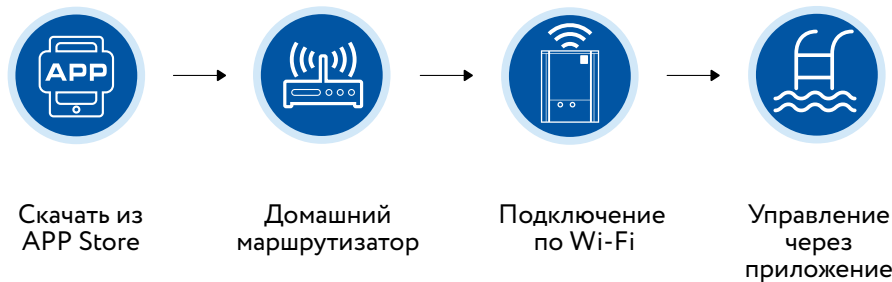 APP
Скачать из
APP Store
Домашний
маршрутизатор
Подключение
по Wi-Fi
Управление
через
приложение